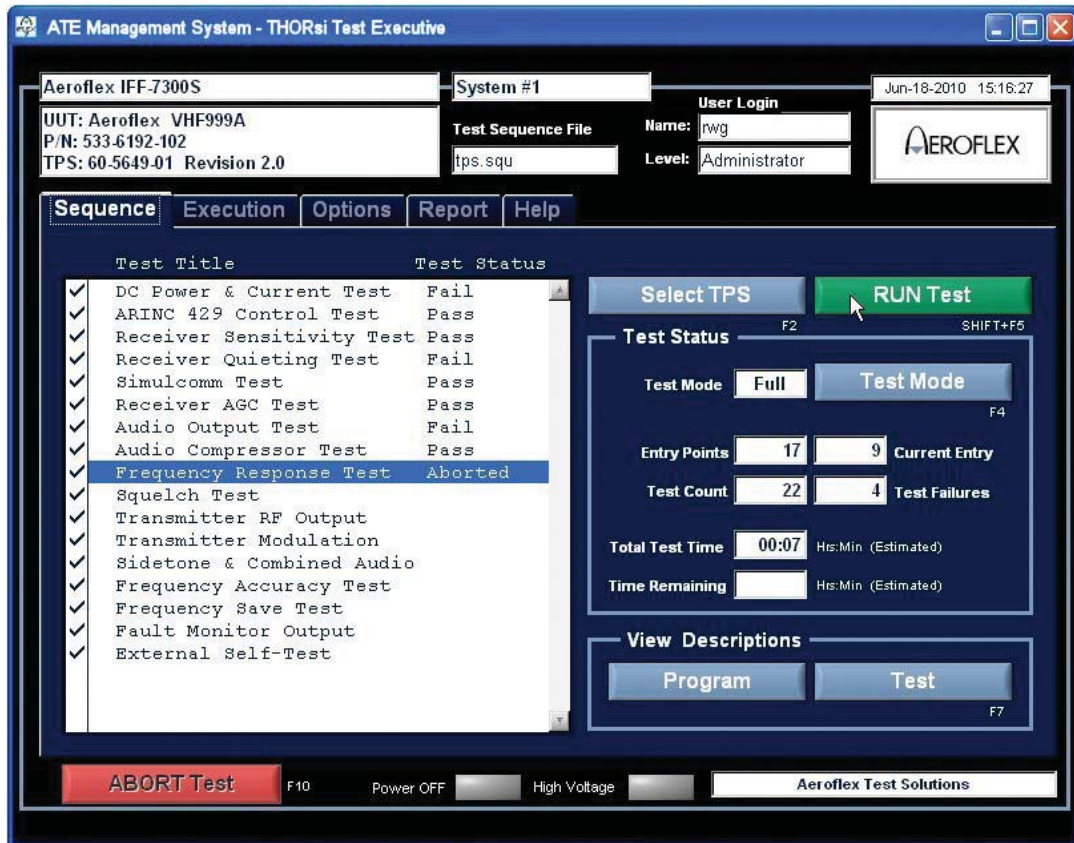 ATE Management System - THORsi Test Executive
Aeroflex IFF-7300S
System #1
Jun-18-2010 15:16:27
UUT: Aeroflex VHF999A
P/N: 533-6192-102
TPS: 60-5649-01 Revision 2.0
Test Sequence File
tps.squ
User Login
Name: rwg
Level: Administrator
AEROFLEX
Sequence Execution Options Report Help
Test Title Test Status
DC Power & Current Test Fail
ARINC 429 Control Test Pass
Receiver Sensitivity Test Pass
Receiver Quieting Test Fail
Simulcomm Test Pass
Receiver AGC Test Pass
Audio Output Test Fail
Audio Compressor Test Pass
Frequency Response Test Aborted
Squelch Test
Transmitter RF Output
Transmitter Modulation
Sidetone & Combined Audio
Frequency Accuracy Test
Frequency Save Test
Fault Monitor Output
External Self-Test
Select TPS
F2
RUN Test
SHIFT+F5
Test Status
Test Mode Full
Test Mode
F4
Entry Points 17 9 Current Entry
Test Count 22 4 Test Failures
Total Test Time 00:07 Hrs:Min (Estimated)
Time Remaining Hrs:Min (Estimated)
View Descriptions
Program
Test
F7
ABORT Test F10
Power OFF
High Voltage
Aeroflex Test Solutions